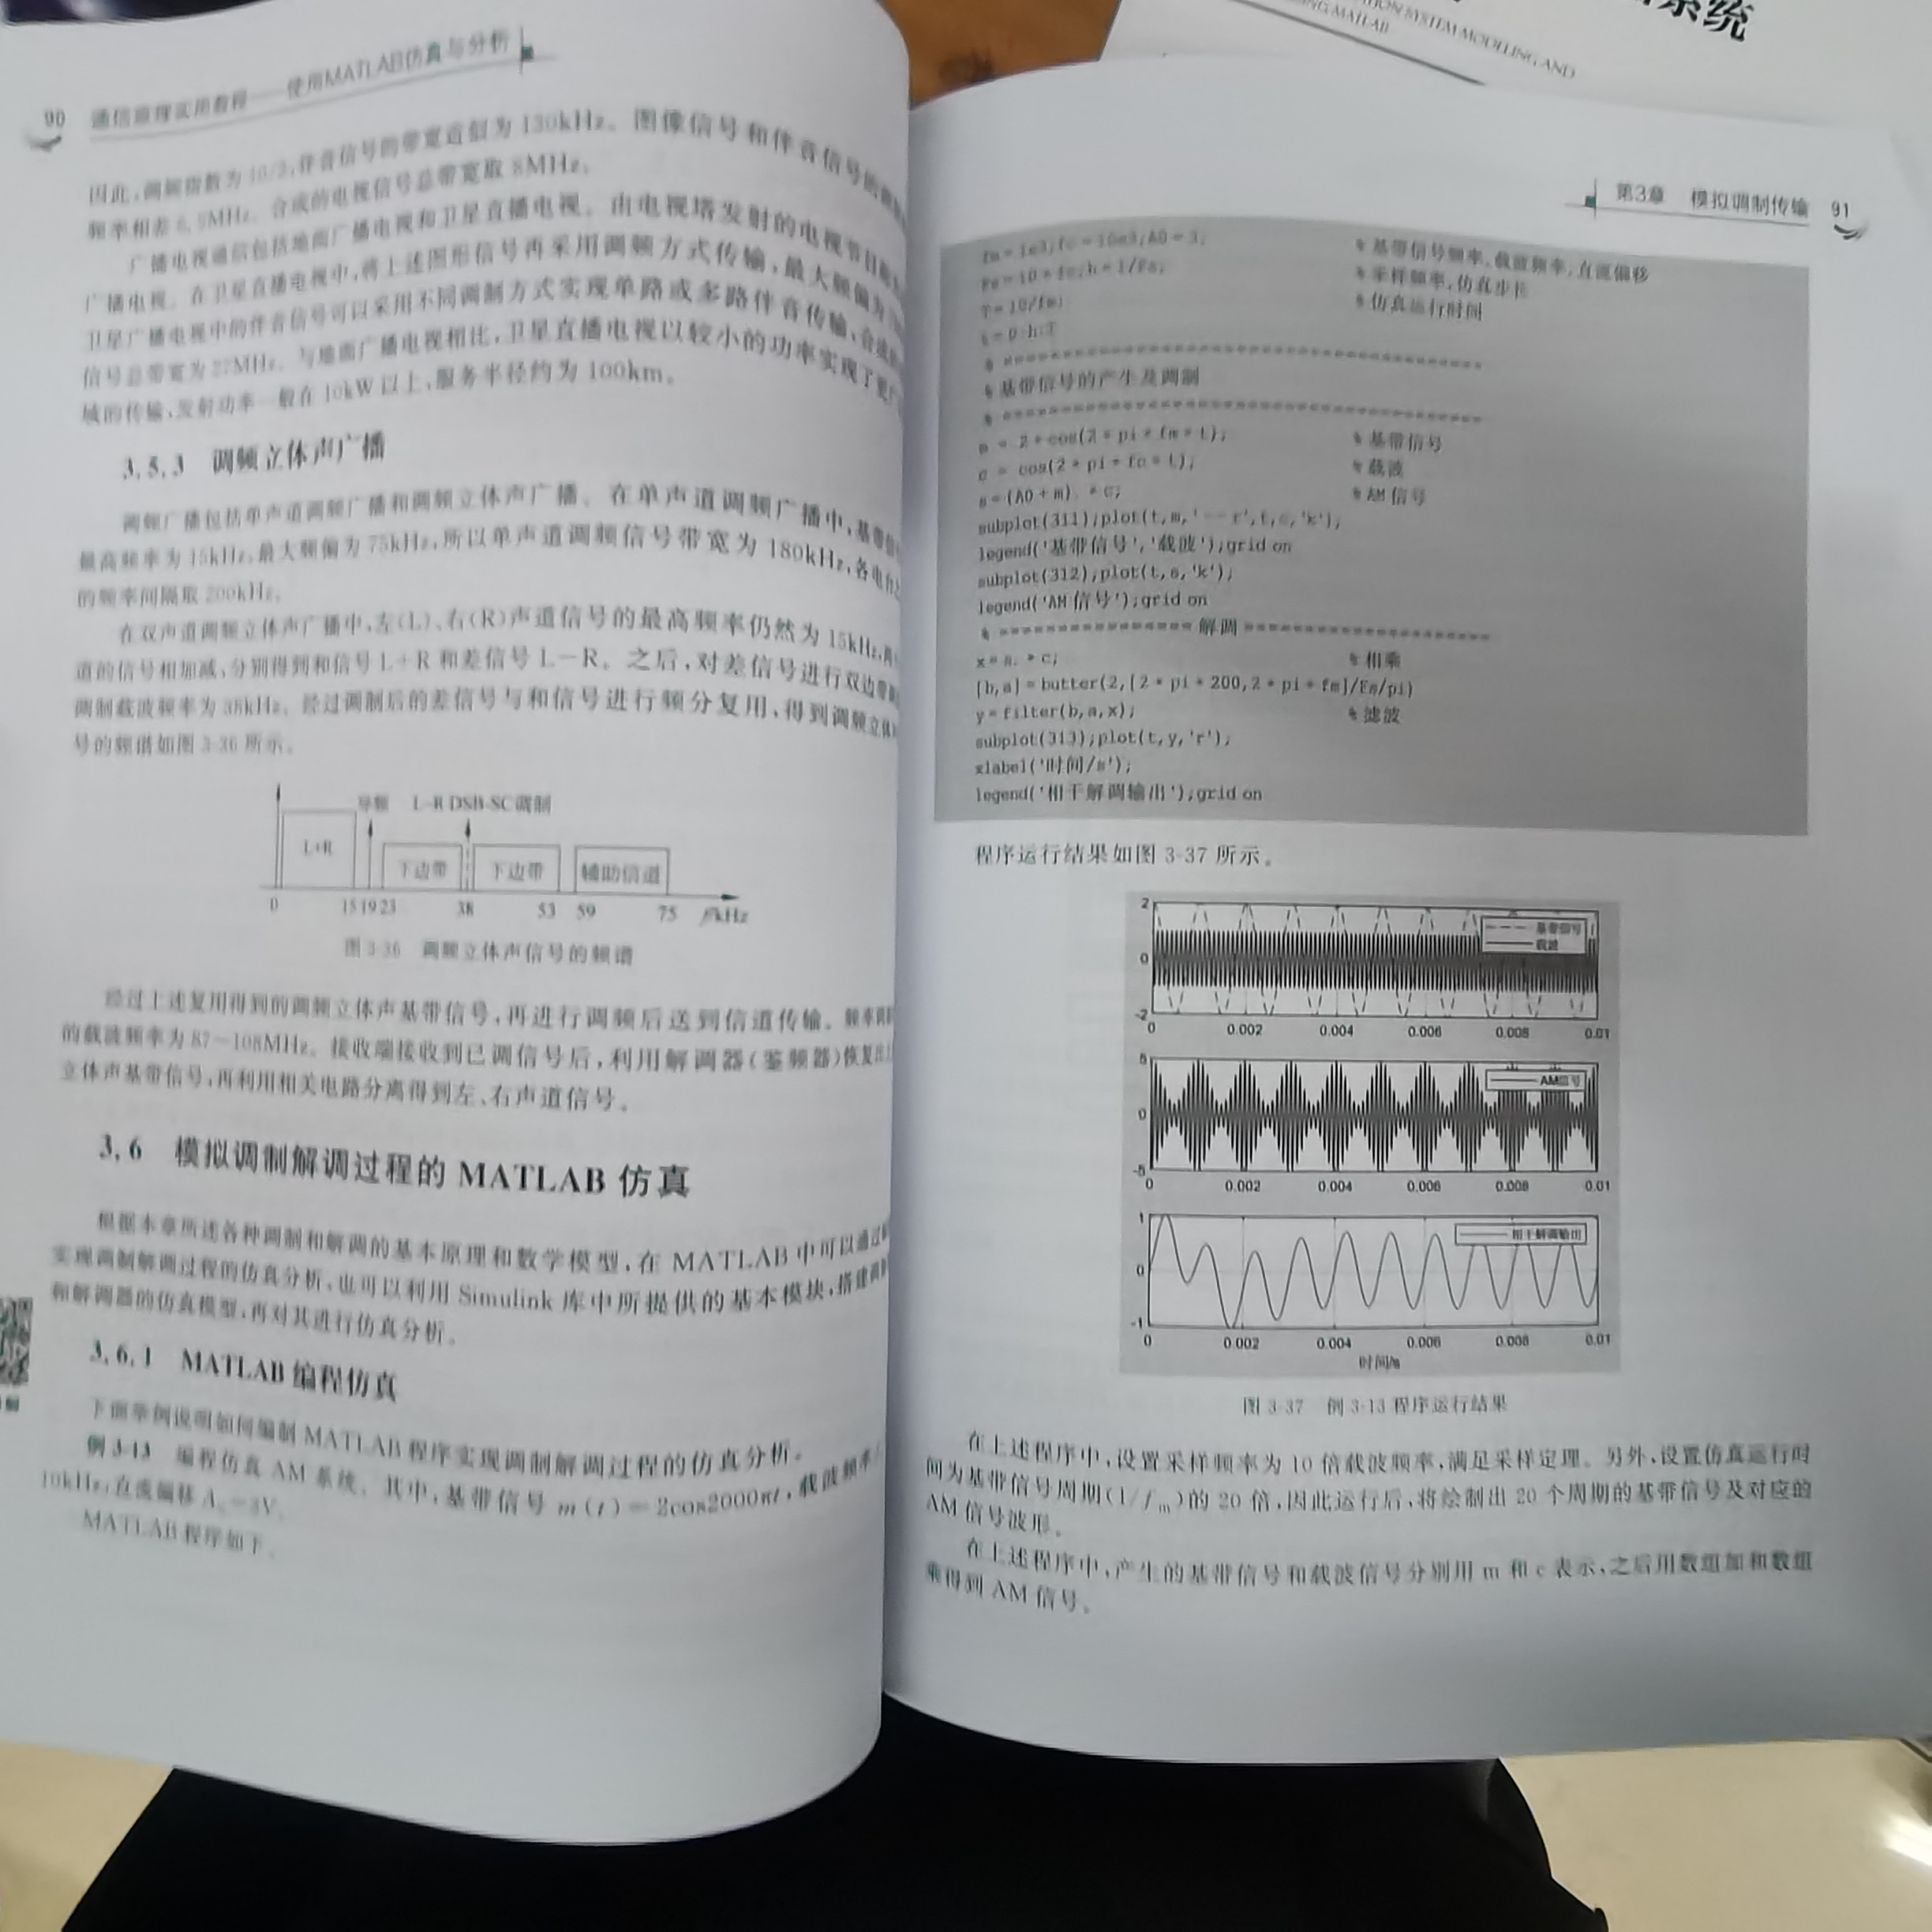 系统
ION SYSTEM MODELING AND
NG MATLAB
90 通信原理实用教程——使用MATLAB仿真与分析
因此,调频指数为10/3,伴音信号的带宽近似为130kHz。图像信号和伴音信号的
频率相差6.5MHz。合成的电视信号总带宽取8MHz。
广播电视通信包括地面广播电视和卫星直播电视。由电视塔发射的电视节目
广播电视。在卫星直播电视中,将上述图形信号再采用调频方式传输,最大频偏为
卫星广播电视中的伴音信号可以采用不同调制方式实现单路或多路伴音传输,合成
信号总带宽为27MHz。与地面广播电视相比,卫星直播电视以较小的功率实现了更广
域的传输,发射功率一般在10kW以上,服务半径约为100km。
3.5.3 调频立体声广播
调频广播包括单声道调频广播和调频立体声广播。在单声道调频广播中,基带信
最高频率为15kHz,最大频偏为75kHz,所以单声道调频信号带宽为180kHz,各电台
的频率间隔取200kHz。
在双声道调频立体声广播中,左(L)、右(R)声道信号的最高频率仍然为15kHz,
道的信号相加减,分别得到和信号L+R和差信号L-R。之后,对差信号进行双边带
调制载波频率为38kHz。经过调制后的差信号与和信号进行频分复用,得到调频立体
号的频谱如图3-36所示。
导频 L-R DSB-SC调制
L+R 下边带 下边带 辅助信道
0 15 19 23 38 53 59 75 f/kHz
图3-36 调频立体声信号的频谱
经过上述复用得到的调频立体声基带信号,再进行调频后送到信道传输。频率
的载波频率为87~108MHz。接收端接收到已调信号后,利用解调器(鉴频器)恢复出
立体声基带信号,再利用相关电路分离得到左、右声道信号。
3.6 模拟调制解调过程的MATLAB仿真
根据本章所述各种调制和解调的基本原理和数学模型,在MATLAB中可以通过
实现调制解调过程的仿真分析,也可以利用Simulink库中所提供的基本模块,搭建
和解调器的仿真模型,再对其进行仿真分析。
3.6.1 MATLAB编程仿真
下面举例说明如何编制MATLAB程序实现调制解调过程的仿真分析。
例3-13 编程仿真AM系统。其中,基带信号m(t)=2cos2000πt,载波频率
10kHz,直流偏移A₀=3V。
MATLAB程序如下。
第3章 模拟调制传输 91
fm = 1e3;fc = 10e3;A0 = 3; % 基带信号频率,载波频率,直流偏移
Fs = 10 * fc;h = 1/Fs; % 采样频率,仿真步长
T = 10/fm; % 仿真运行时间
t = 0:h:T
% ==========================================
% 基带信号的产生及调制
% ==========================================
m = 2 * cos(2 * pi * fm * t); % 基带信号
c = cos(2 * pi * fc * t); % 载波
s = (A0 + m). * c; % AM信号
subplot(311);plot(t,m,'--r',t,c,'k');
legend('基带信号','载波');grid on
subplot(312);plot(t,s,'k');
legend('AM信号');grid on
% ================= 解调 =====================
x = s. * c; % 相乘
[b,a] = butter(2,[2 * pi * 200,2 * pi * fm]/Fs/pi)
y = filter(b,a,x); % 滤波
subplot(313);plot(t,y,'r');
xlabel('时间/s');
legend('相干解调输出');grid on
程序运行结果如图3-37所示。
2
0
-2
基带信号
载波
0 0.002 0.004 0.006 0.008 0.01
5
0
-5
AM信号
0 0.002 0.004 0.006 0.008 0.01
1
0
-1
相干解调输出
0 0.002 0.004 0.006 0.008 0.01
时间/s
图3-37 例3-13程序运行结果
在上述程序中,设置采样频率为10倍载波频率,满足采样定理。另外,设置仿真运行时
间为基带信号周期(1/fm)的20倍,因此运行后,将绘制出20个周期的基带信号及对应的
AM信号波形。
在上述程序中,产生的基带信号和载波信号分别用m和c表示,之后用数组加和数组
乘得到AM信号。